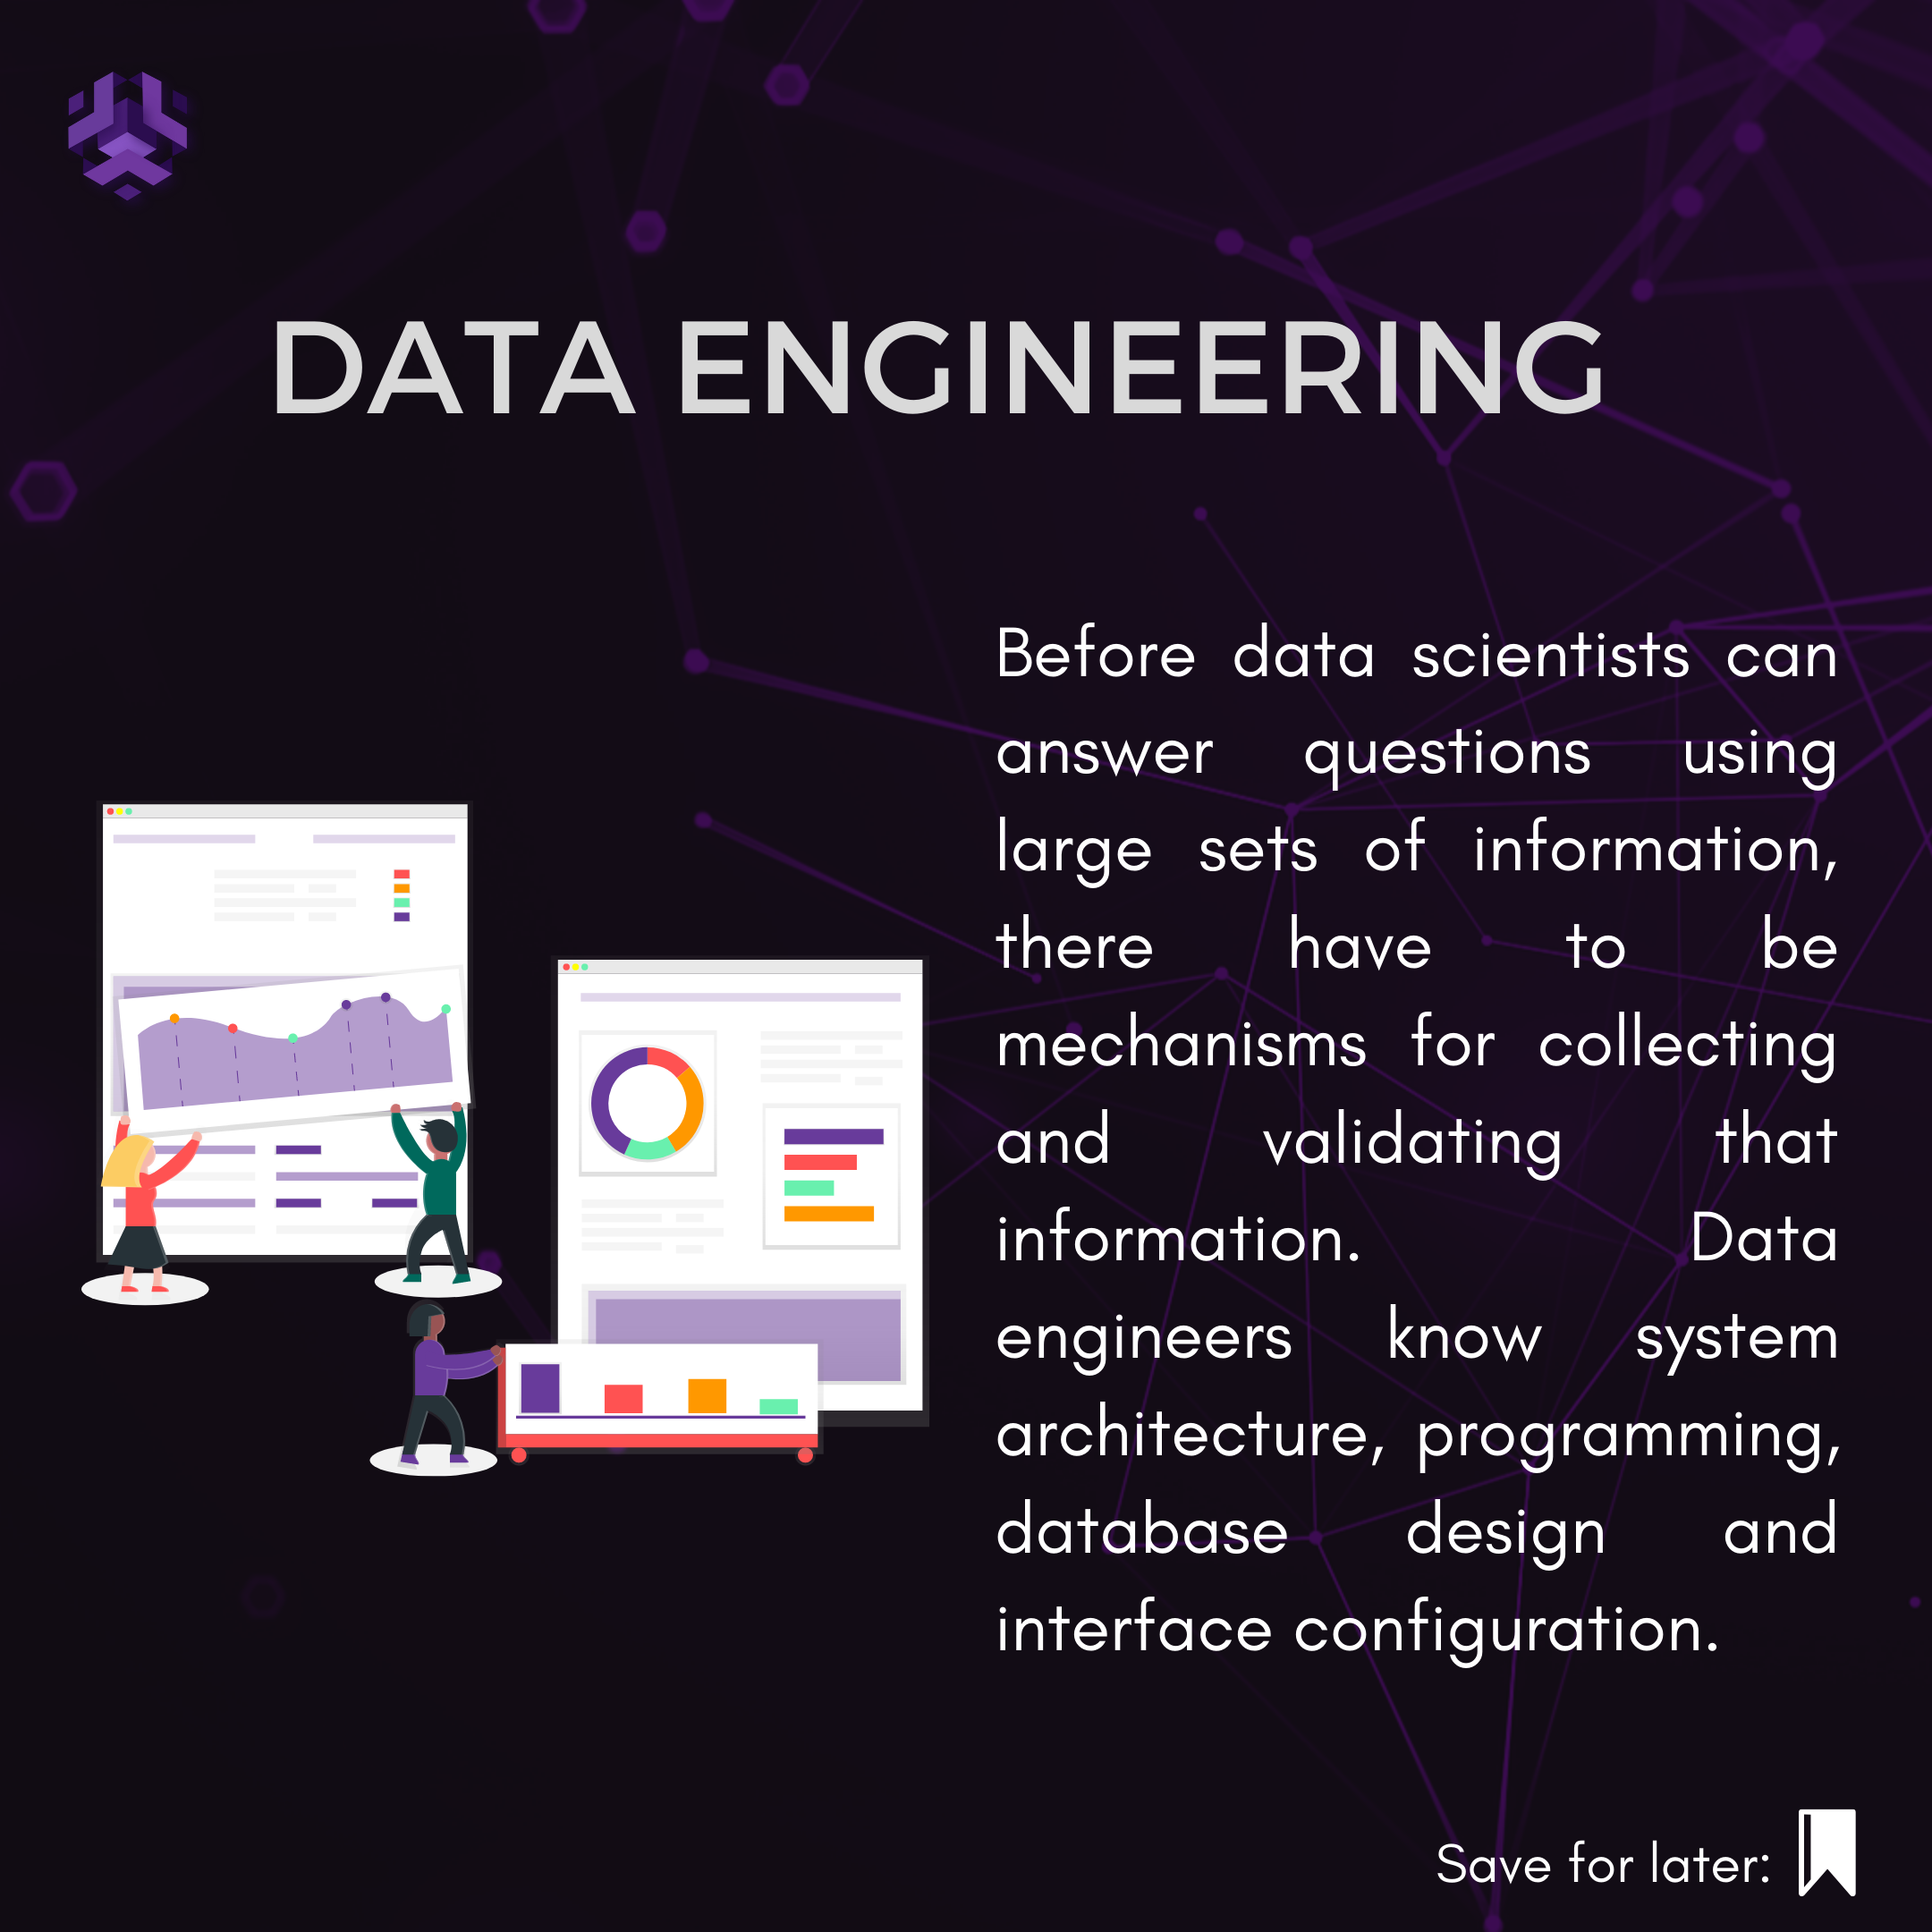 DATA ENGINEERING
Before data scientists can
answer questions using
large sets of information,
there have to be
mechanisms for collecting
and validating that
information. Data
engineers know system
architecture, programming,
database design and
interface configuration.
Save for later: